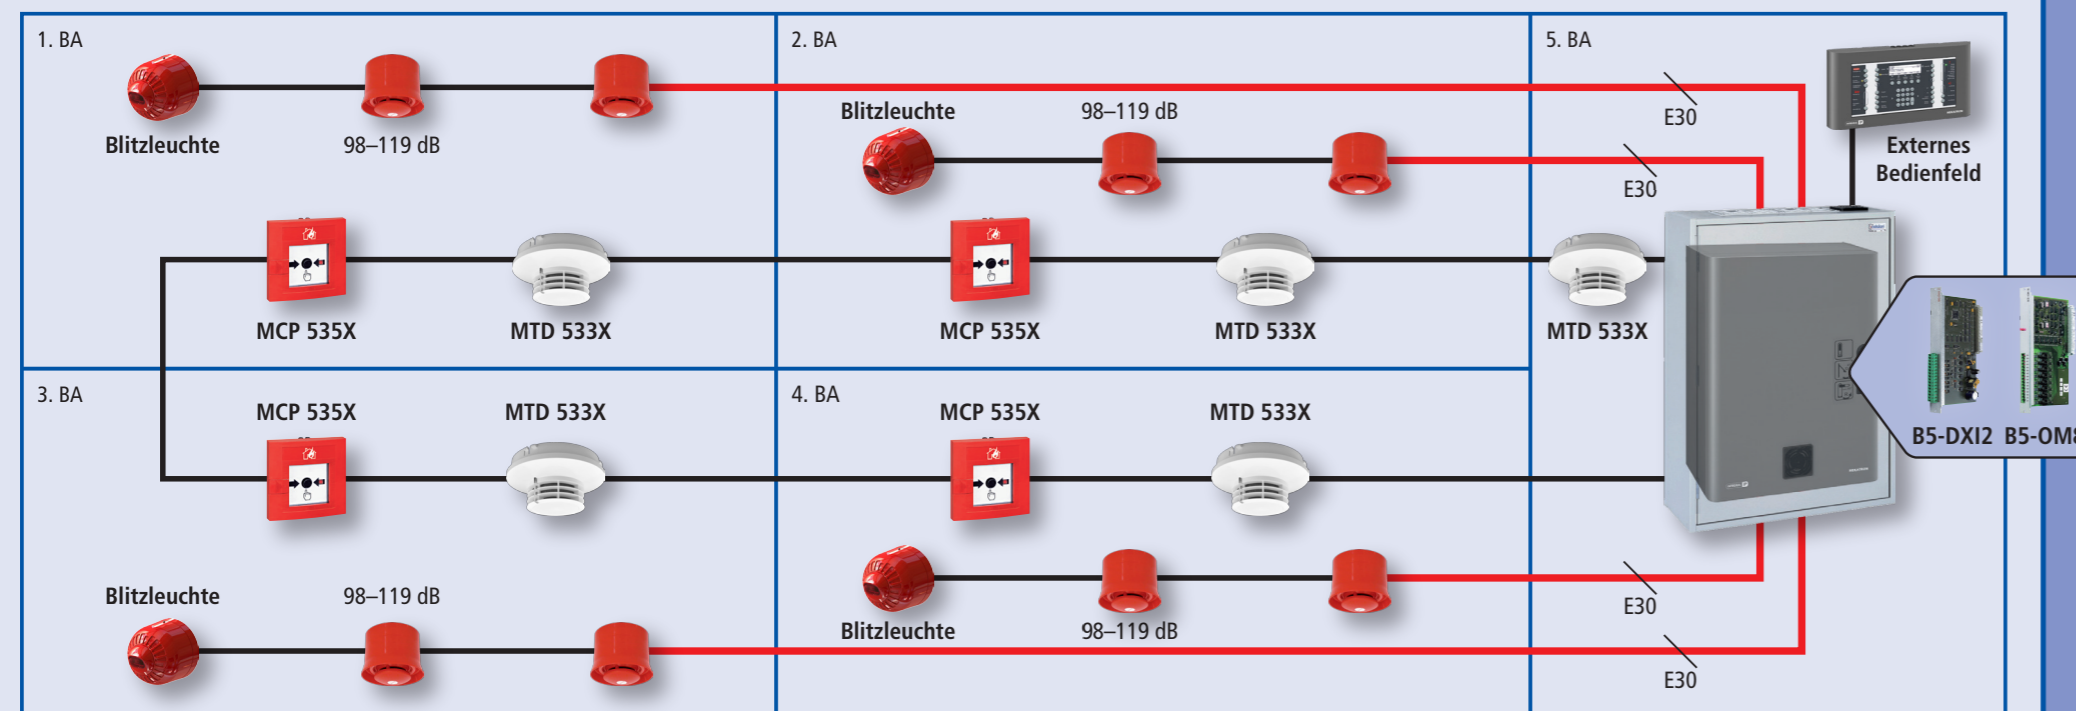 1. BA
2. BA
5. BA
Blitzleuchte
98–119 dB
Blitzleuchte
98–119 dB
E30
E30
Externes
Bedienfeld
MCP 535X
MTD 533X
MCP 535X
MTD 533X
MTD 533X
3. BA
4. BA
MCP 535X
MTD 533X
MCP 535X
MTD 533X
B5-DXI2
B5-OM8
Blitzleuchte
98–119 dB
Blitzleuchte
98–119 dB
E30
E30